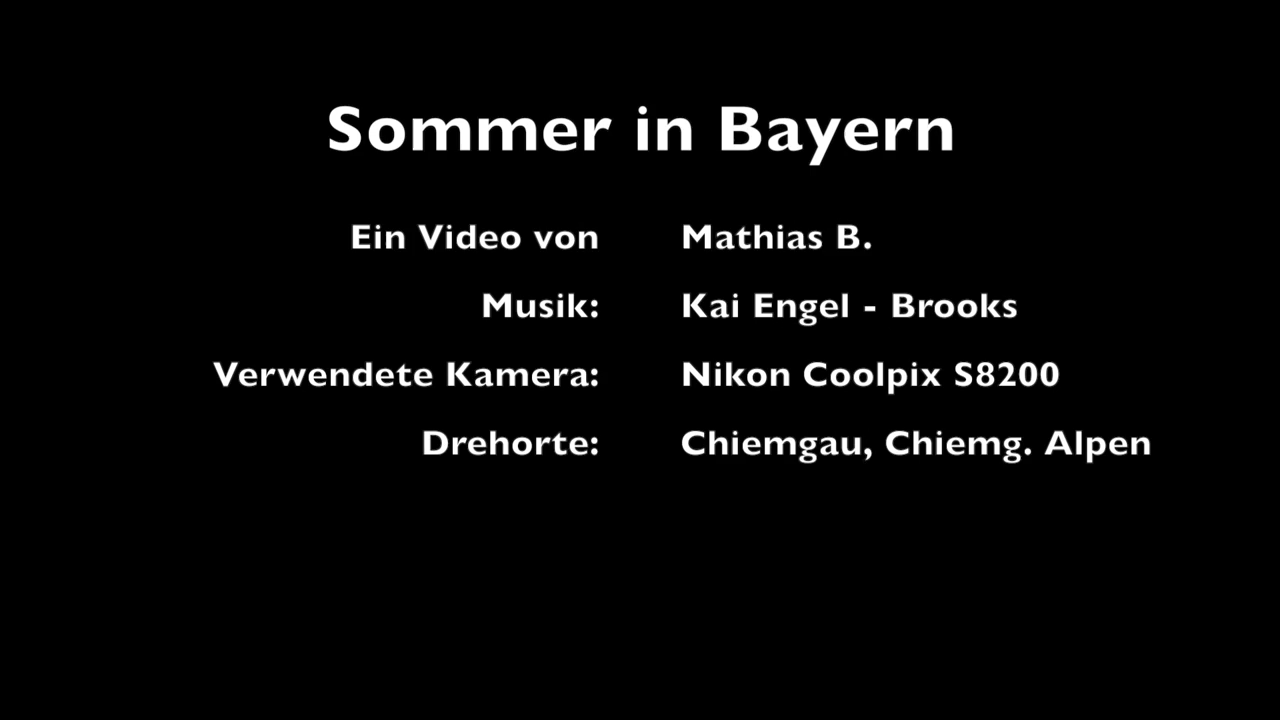 Sommer in Bayern
Ein Video von Mathias B.
Musik: Kai Engel - Brooks
Verwendete Kamera: Nikon Coolpix S8200
Drehorte: Chiemgau, Chiemg. Alpen